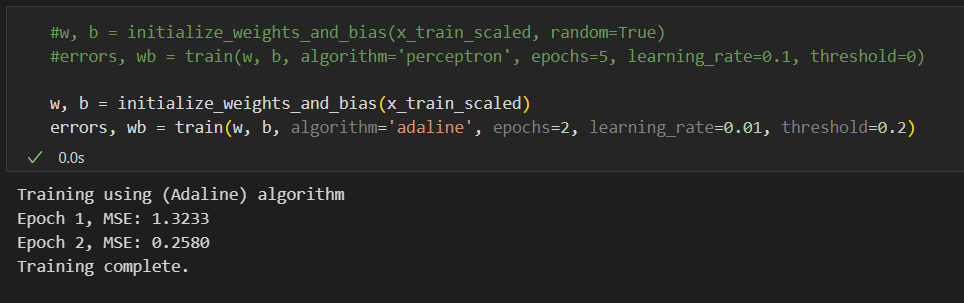 #w, b = initialize_weights_and_bias(x_train_scaled, random=True)
#errors, wb = train(w, b, algorithm='perceptron', epochs=5, learning_rate=0.1, threshold=0)
w, b = initialize_weights_and_bias(x_train_scaled)
errors, wb = train(w, b, algorithm='adaline', epochs=2, learning_rate=0.01, threshold=0.2)
0.0s
Training using (Adaline) algorithm
Epoch 1, MSE: 1.3233
Epoch 2, MSE: 0.2580
Training complete.